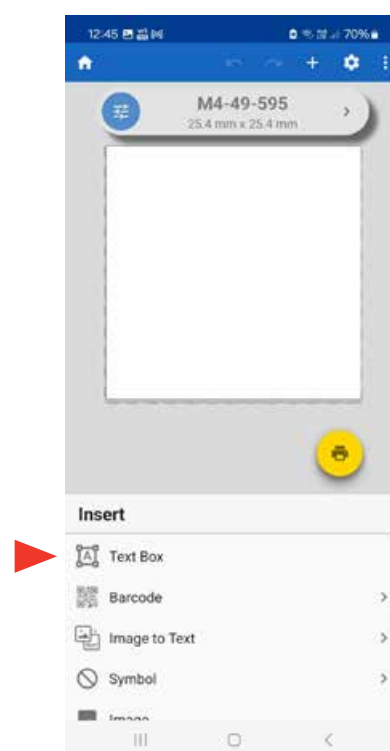 12:45 70%
M4-49-595
25.4 mm x 25.4 mm
Insert
Text Box
Barcode
Image to Text
Symbol
Image